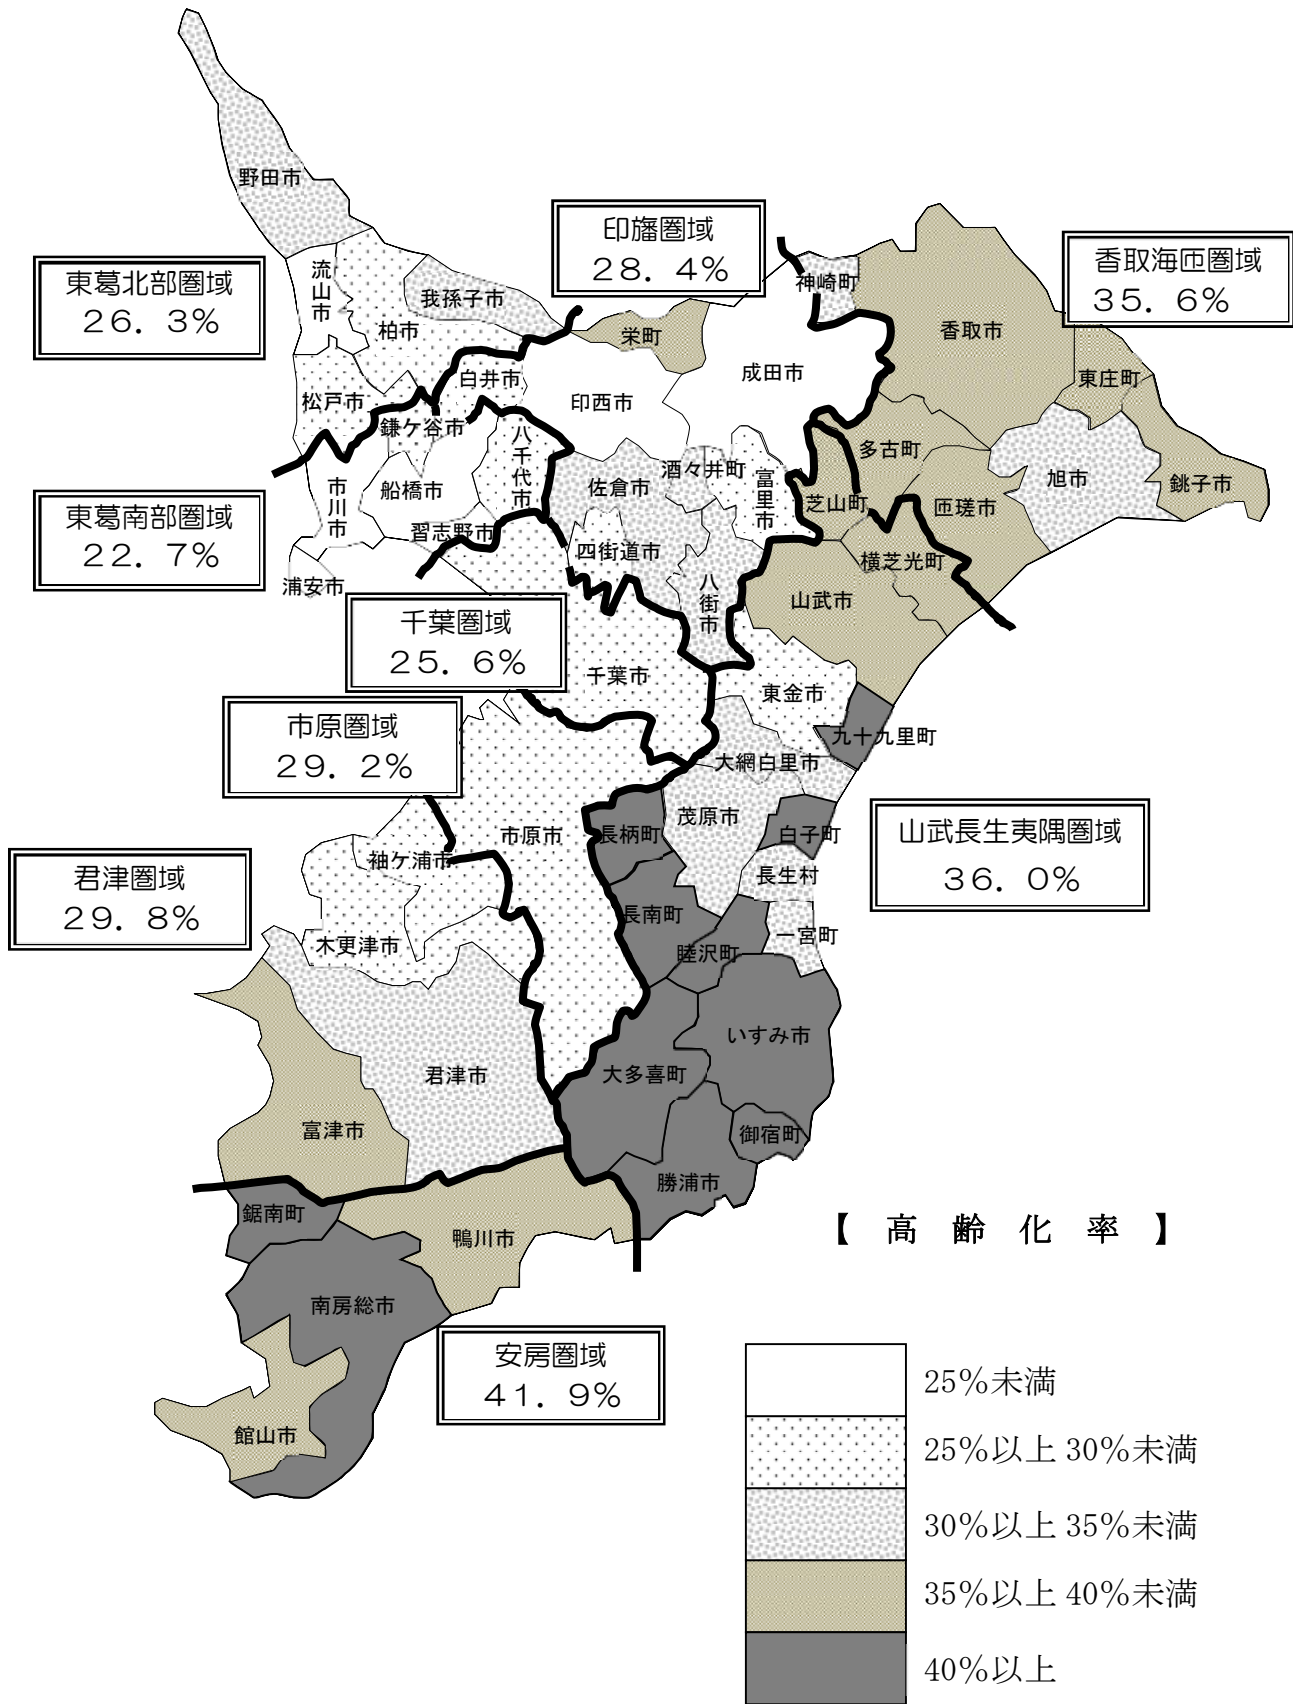 野田市
印旛圏域
28．4％
香取海匝圏域
35．6％
東葛北部圏域
26．3％
流山市
我孫子市
柏市
神崎町
香取市
栄町
成田市
東庄町
白井市
印西市
松戸市
鎌ケ谷市
八千代市
多古町
酒々井町
富里市
旭市
銚子市
佐倉市
船橋市
市川市
芝山町
匝瑳市
東葛南部圏域
22．7％
習志野市
四街道市
横芝光町
浦安市
八街市
山武市
千葉圏域
25．6％
千葉市
東金市
市原圏域
29．2％
九十九里町
大網白里市
茂原市
山武長生夷隅圏域
36．0％
市原市
長柄町
白子町
君津圏域
29．8％
袖ケ浦市
長生村
長南町
木更津市
睦沢町
一宮町
いすみ市
君津市
大多喜町
富津市
御宿町
勝浦市
鋸南町
鴨川市
【 高 齢 化 率 】
南房総市
安房圏域
41．9％
館山市
25％未満
25％以上 30％未満
30％以上 35％未満
35％以上 40％未満
40％以上